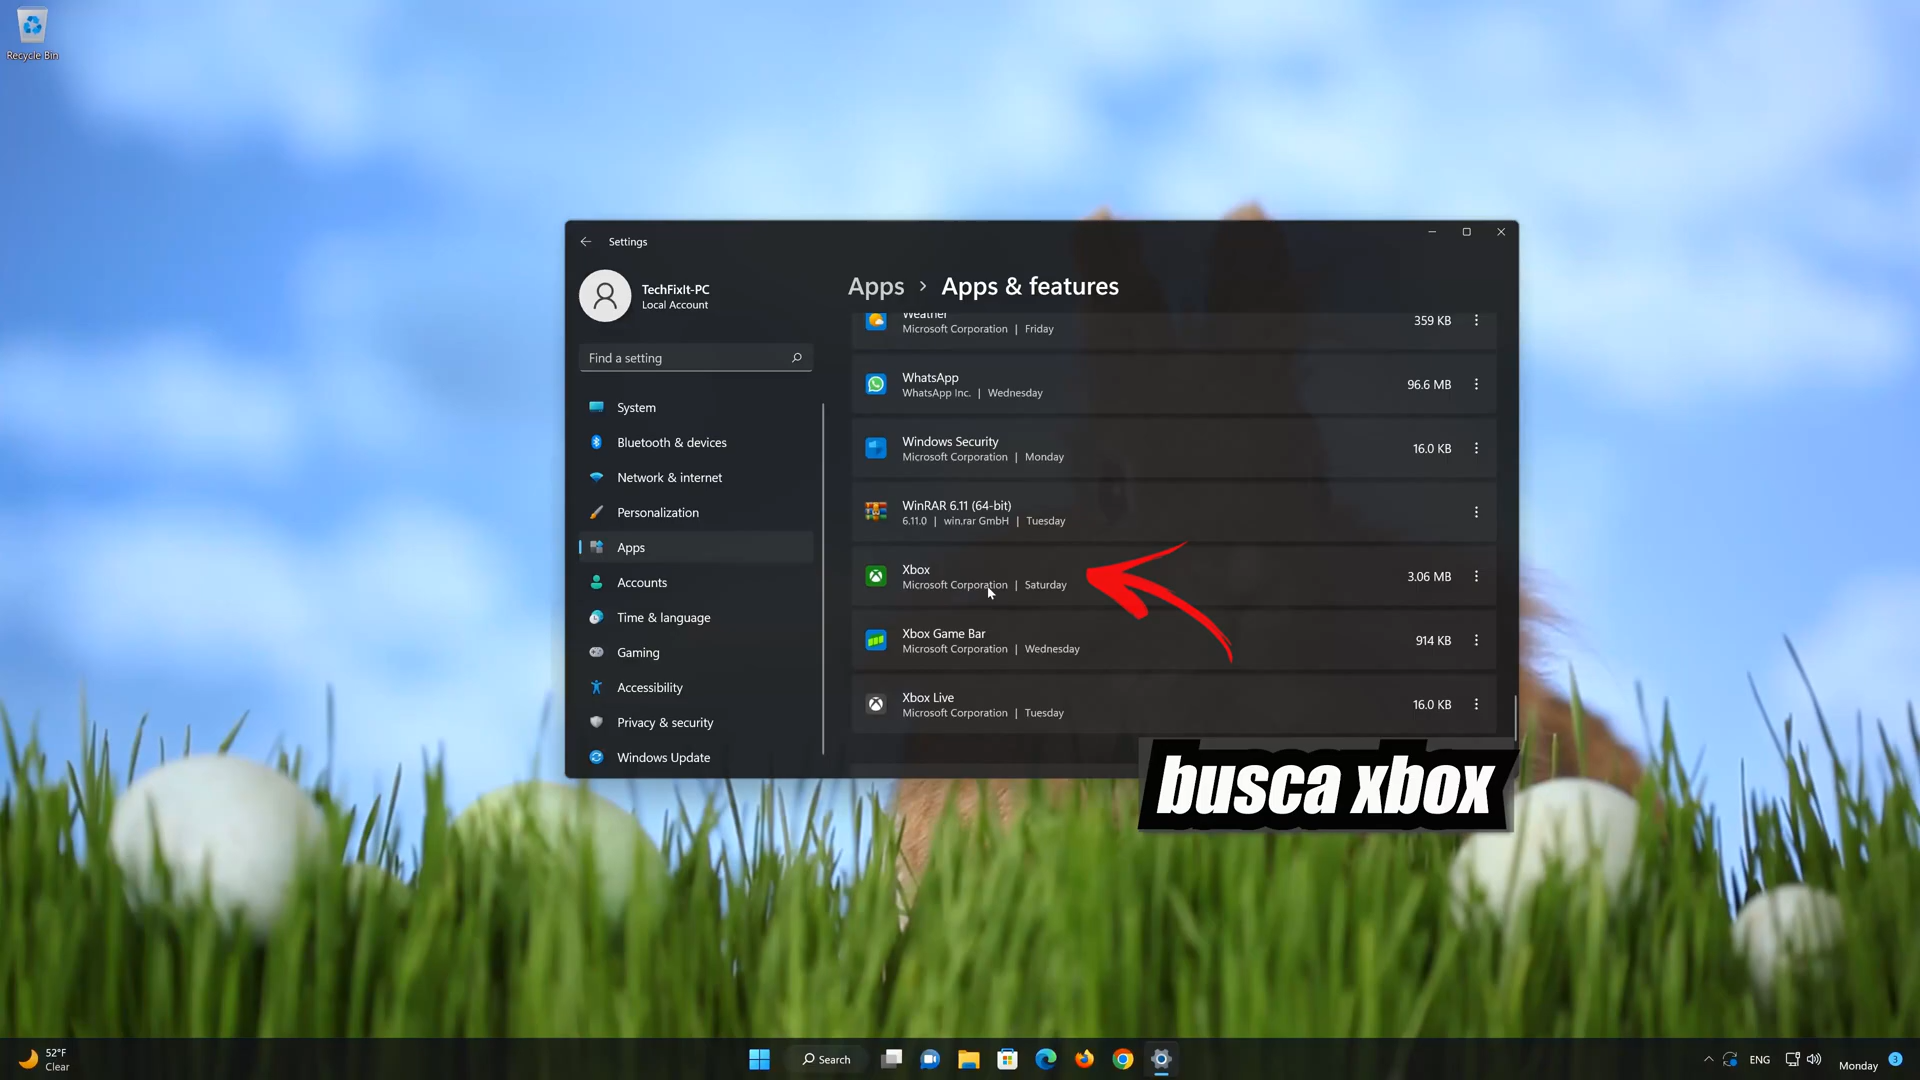 Recycle Bin
Settings
TechFixIt-PC
Local Account
Find a setting
System
Bluetooth & devices
Network & internet
Personalization
Apps
Accounts
Time & language
Gaming
Accessibility
Privacy & security
Windows Update
Apps > Apps & features
Weather
Microsoft Corporation | Friday
359 KB
WhatsApp
WhatsApp Inc. | Wednesday
96.6 MB
Windows Security
Microsoft Corporation | Monday
16.0 KB
WinRAR 6.11 (64-bit)
6.11.0 | win.rar GmbH | Tuesday
Xbox
Microsoft Corporation | Saturday
3.06 MB
Xbox Game Bar
Microsoft Corporation | Wednesday
914 KB
Xbox Live
Microsoft Corporation | Tuesday
16.0 KB
busca xbox
52°F
Clear
Search
ENG
Monday
3